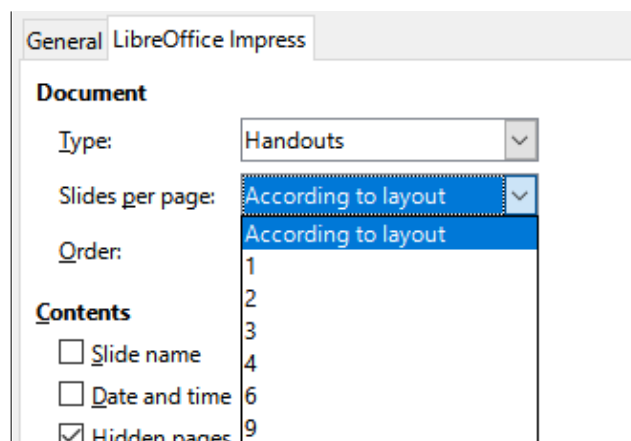 General LibreOffice Impress
Document
Type: Handouts
Slides per page: According to layout
According to layout
Order:
1
2
Contents
3
Slide name
4
Date and time 6
Hidden pages 9